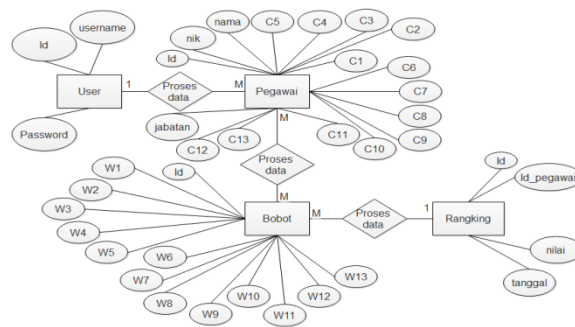 Id
username
Password
User
1
Proses
data
M
Pegawai
Id
nik
nama
C5
C4
C3
C2
C1
C6
C7
C8
C9
C10
C11
C13
C12
jabatan
M
Proses
data
M
Bobot
Id
W1
W2
W3
W4
W5
W6
W7
W8
W9
W10
W11
W12
W13
M
Proses
data
1
Rangking
Id
Id_pegawai
nilai
tanggal